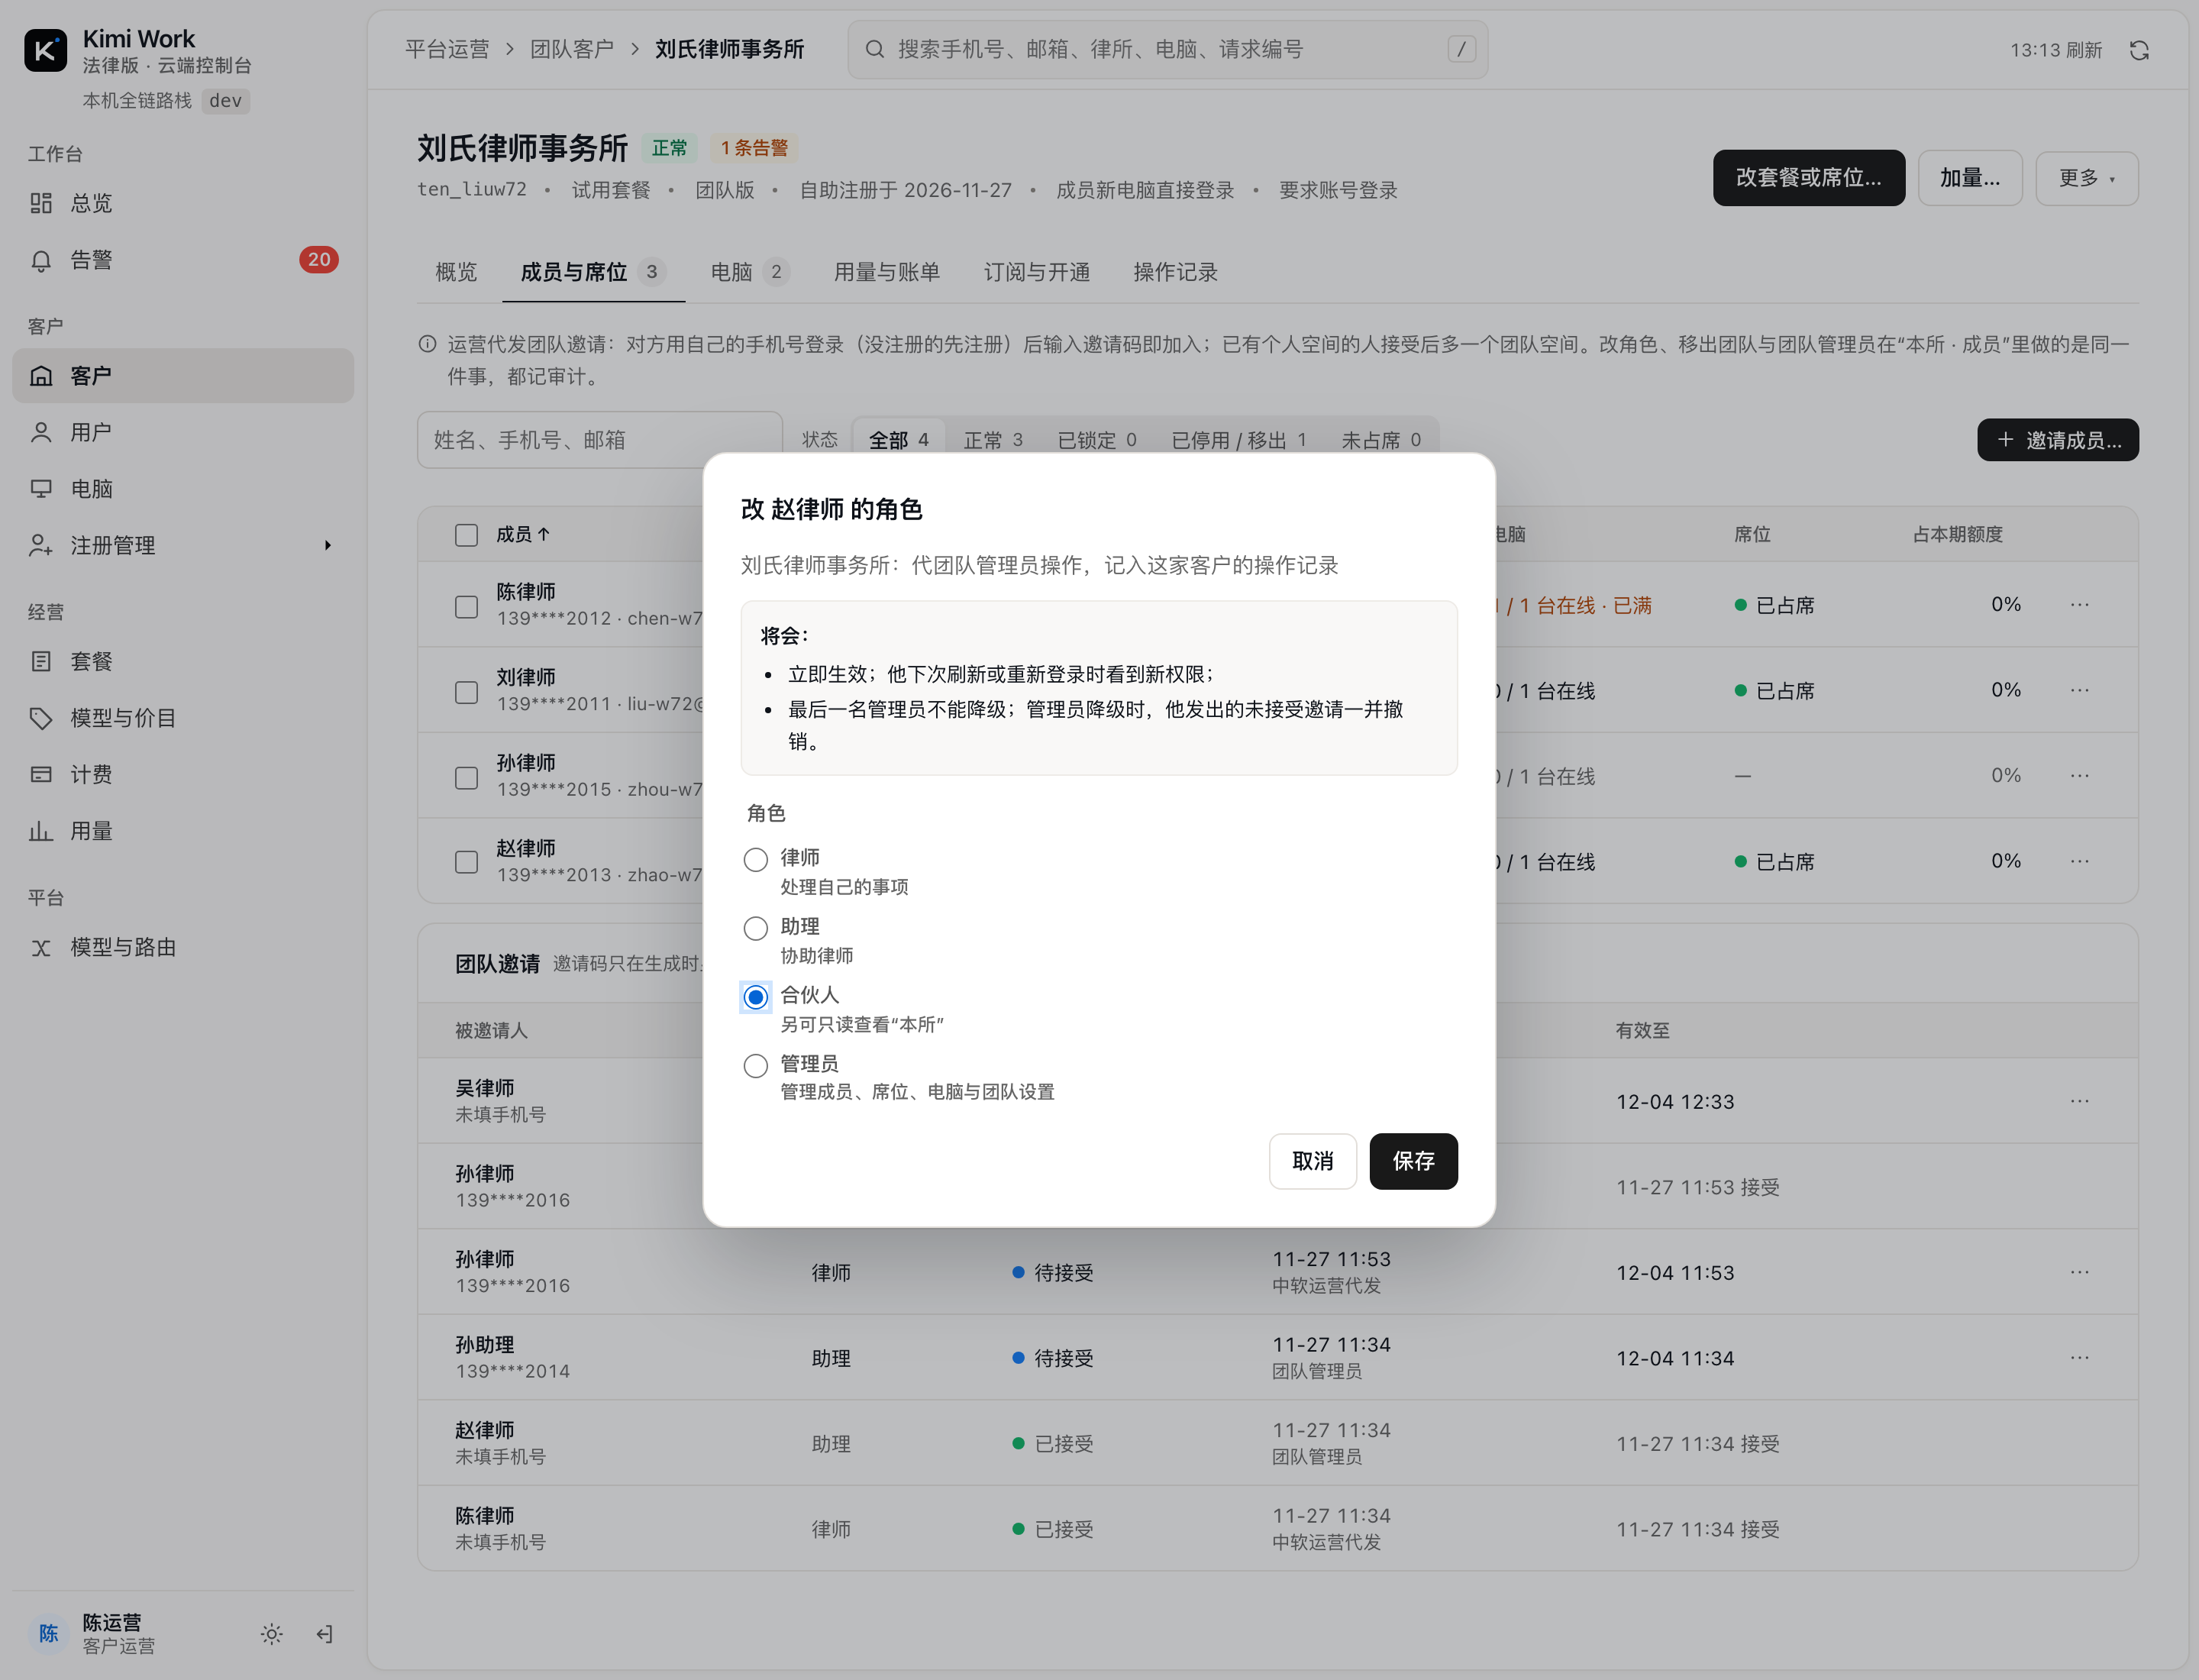 Kimi Work
法律版 · 云端控制台
本机全链路栈 dev
工作台
总览
告警 20
客户
客户
用户
电脑
注册管理
经营
套餐
模型与价目
计费
用量
平台
模型与路由
陈 陈运营
客户运营
平台运营 > 团队客户 > 刘氏律师事务所
搜索手机号、邮箱、律所、电脑、请求编号 /
13:13 刷新
刘氏律师事务所 正常 1 条告警
ten_liuw72 • 试用套餐 • 团队版 • 自助注册于 2026-11-27 • 成员新电脑直接登录 • 要求账号登录
改套餐或席位... 加量... 更多
概览 成员与席位 3 电脑 2 用量与账单 订阅与开通 操作记录
运营代发团队邀请：对方用自己的手机号登录（没注册的先注册）后输入邀请码即加入；已有个人空间的人接受后多一个团队空间。改角色、移出团队与团队管理员在“本所 · 成员”里做的是同一
件事，都记审计。
姓名、手机号、邮箱 状态 全部 4 正常 3 已锁定 0 已停用 / 移出 1 未占席 0 + 邀请成员...
成员 ↑ 电脑 席位 占本期额度
陈律师
139****2012 · chen-w7
/ 1 台在线 · 已满 已占席 0% ...
刘律师
139****2011 · liu-w72@
/ 1 台在线 已占席 0% ...
孙律师
139****2015 · zhou-w7
/ 1 台在线 — 0% ...
赵律师
139****2013 · zhao-w7
/ 1 台在线 已占席 0% ...
改 赵律师 的角色
刘氏律师事务所：代团队管理员操作，记入这家客户的操作记录
将会：
• 立即生效；他下次刷新或重新登录时看到新权限；
• 最后一名管理员不能降级；管理员降级时，他发出的未接受邀请一并撤
销。
角色
律师
处理自己的事项
助理
协助律师
合伙人
另可只读查看“本所”
管理员
管理成员、席位、电脑与团队设置
取消 保存
团队邀请 邀请码只在生成时
被邀请人 有效至
吴律师
未填手机号
12-04 12:33 ...
孙律师
139****2016
11-27 11:53 接受
孙律师
139****2016
律师 待接受 11-27 11:53
中软运营代发
12-04 11:53 ...
孙助理
139****2014
助理 待接受 11-27 11:34
团队管理员
12-04 11:34 ...
赵律师
未填手机号
助理 已接受 11-27 11:34
团队管理员
11-27 11:34 接受
陈律师
未填手机号
律师 已接受 11-27 11:34
中软运营代发
11-27 11:34 接受